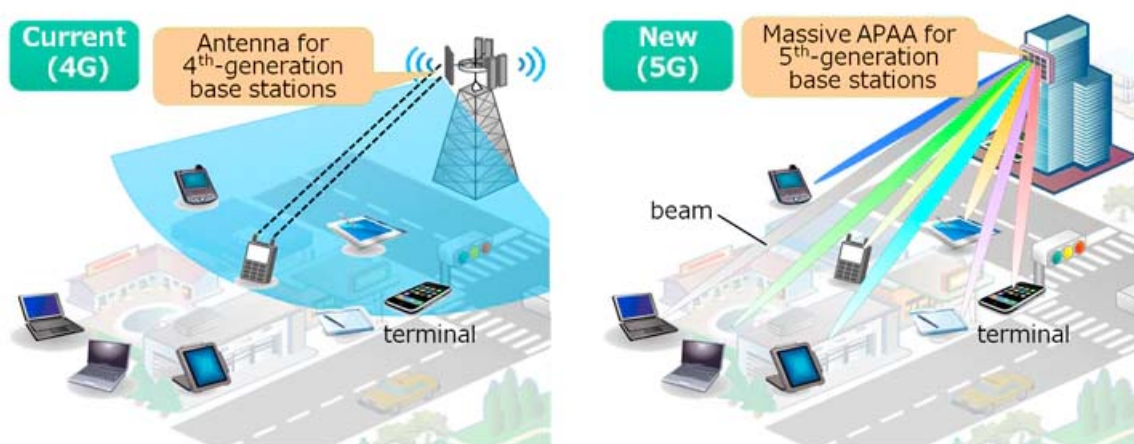 Current
(4G)
Antenna for
4th-generation
base stations
terminal
New
(5G)
Massive APAA for
5th-generation
base stations
beam
terminal